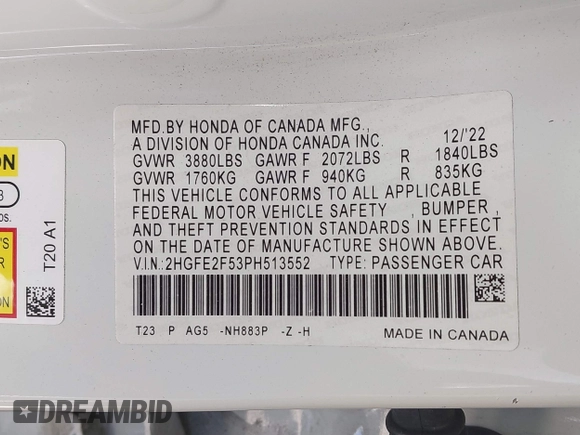 MFD.BY HONDA OF CANADA MFG.,
A DIVISION OF HONDA CANADA INC. 12/'22
GVWR 3880LBS GAWR F 2072LBS R 1840LBS
GVWR 1760KG GAWR F 940KG R 835KG
THIS VEHICLE CONFORMS TO ALL APPLICABLE
FEDERAL MOTOR VEHICLE SAFETY , BUMPER,
AND THEFT PREVENTION STANDARDS IN EFFECT
ON THE DATE OF MANUFACTURE SHOWN ABOVE.
V.I.N.:2HGFE2F53PH513552 TYPE: PASSENGER CAR
T23 P AG5 -NH883P -Z -H MADE IN CANADA
T20 A1
DREAMBID